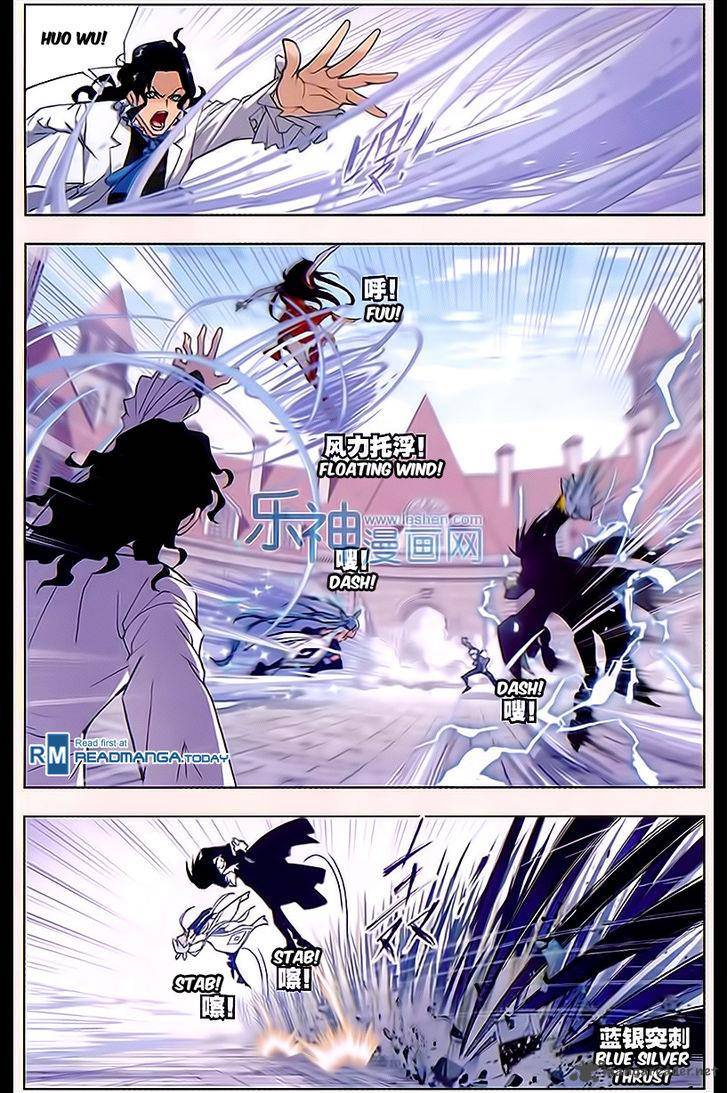 HUO WU!
嘿!
呼!
FUU!
风力托浮!
FLOATING WIND!
乐神漫画网
www.leshen.com
嗖!
DASH!
DASH!
嗖!
RM
Read first at
READMANGA.TODAY
STAB!
嚓!
STAB!
嚓!
蓝银突刺
BLUE SILVER
THRUST